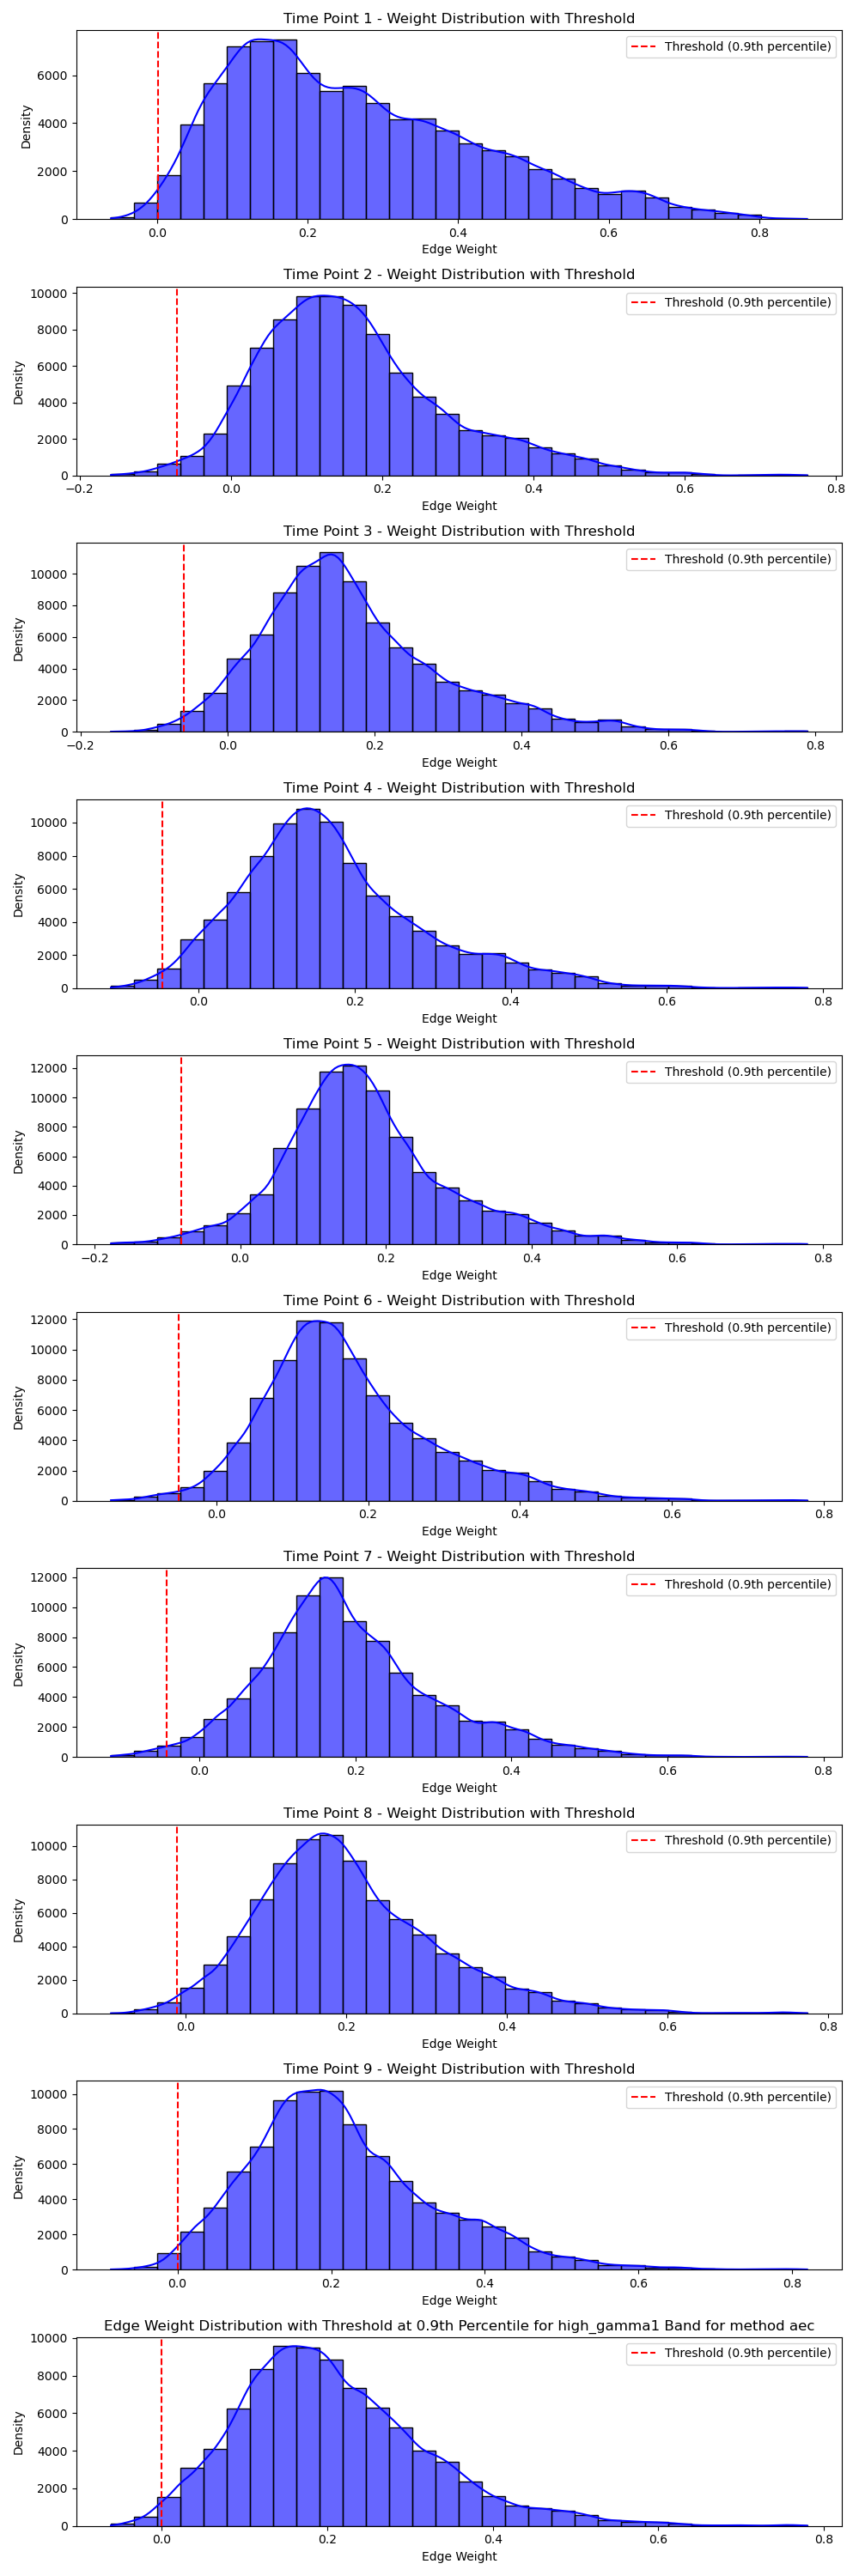 Time Point 1 - Weight Distribution with Threshold
Threshold (0.9th percentile)
Density
6000
4000
2000
0
0.0 0.2 0.4 0.6 0.8
Edge Weight
Time Point 2 - Weight Distribution with Threshold
Threshold (0.9th percentile)
Density
10000
8000
6000
4000
2000
0
−0.2 0.0 0.2 0.4 0.6 0.8
Edge Weight
Time Point 3 - Weight Distribution with Threshold
Threshold (0.9th percentile)
Density
10000
8000
6000
4000
2000
0
−0.2 0.0 0.2 0.4 0.6 0.8
Edge Weight
Time Point 4 - Weight Distribution with Threshold
Threshold (0.9th percentile)
Density
10000
8000
6000
4000
2000
0
0.0 0.2 0.4 0.6 0.8
Edge Weight
Time Point 5 - Weight Distribution with Threshold
Threshold (0.9th percentile)
Density
12000
10000
8000
6000
4000
2000
0
−0.2 0.0 0.2 0.4 0.6 0.8
Edge Weight
Time Point 6 - Weight Distribution with Threshold
Threshold (0.9th percentile)
Density
12000
10000
8000
6000
4000
2000
0
0.0 0.2 0.4 0.6 0.8
Edge Weight
Time Point 7 - Weight Distribution with Threshold
Threshold (0.9th percentile)
Density
12000
10000
8000
6000
4000
2000
0
0.0 0.2 0.4 0.6 0.8
Edge Weight
Time Point 8 - Weight Distribution with Threshold
Threshold (0.9th percentile)
Density
10000
8000
6000
4000
2000
0
0.0 0.2 0.4 0.6 0.8
Edge Weight
Time Point 9 - Weight Distribution with Threshold
Threshold (0.9th percentile)
Density
10000
8000
6000
4000
2000
0
0.0 0.2 0.4 0.6 0.8
Edge Weight
Edge Weight Distribution with Threshold at 0.9th Percentile for high_gamma1 Band for method aec
Threshold (0.9th percentile)
Density
10000
8000
6000
4000
2000
0
0.0 0.2 0.4 0.6 0.8
Edge Weight